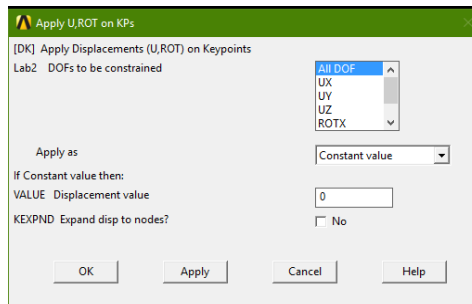 Apply U,ROT on KPs
[DK] Apply Displacements (U,ROT) on Keypoints
Lab2 DOFs to be constrained
All DOF
UX
UY
UZ
ROTX
Apply as
Constant value
If Constant value then:
VALUE Displacement value
0
KEXPND Expand disp to nodes?
No
OK
Apply
Cancel
Help